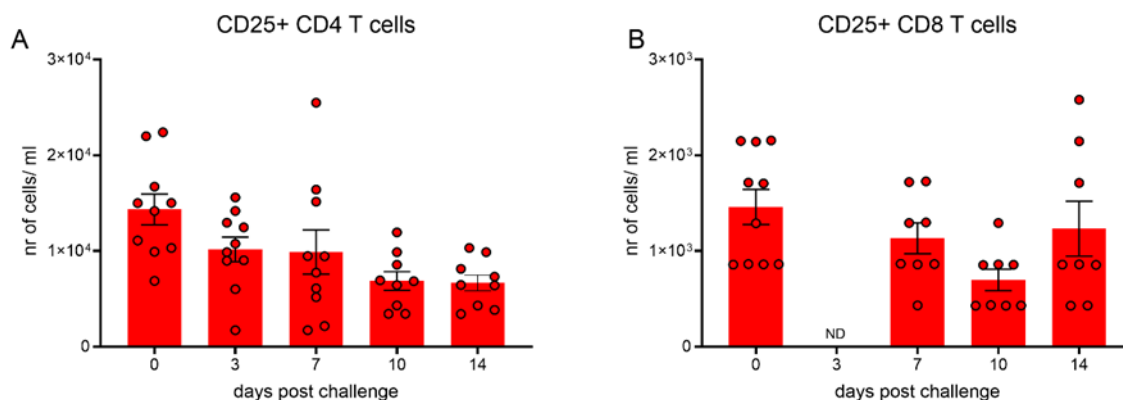 A
CD25+ CD4 T cells
3×10⁴
2×10⁴
1×10⁴
0
nr of cells/ ml
0 3 7 10 14
days post challenge
B
CD25+ CD8 T cells
3×10³
2×10³
1×10³
0
nr of cells/ ml
ND
0 3 7 10 14
days post challenge